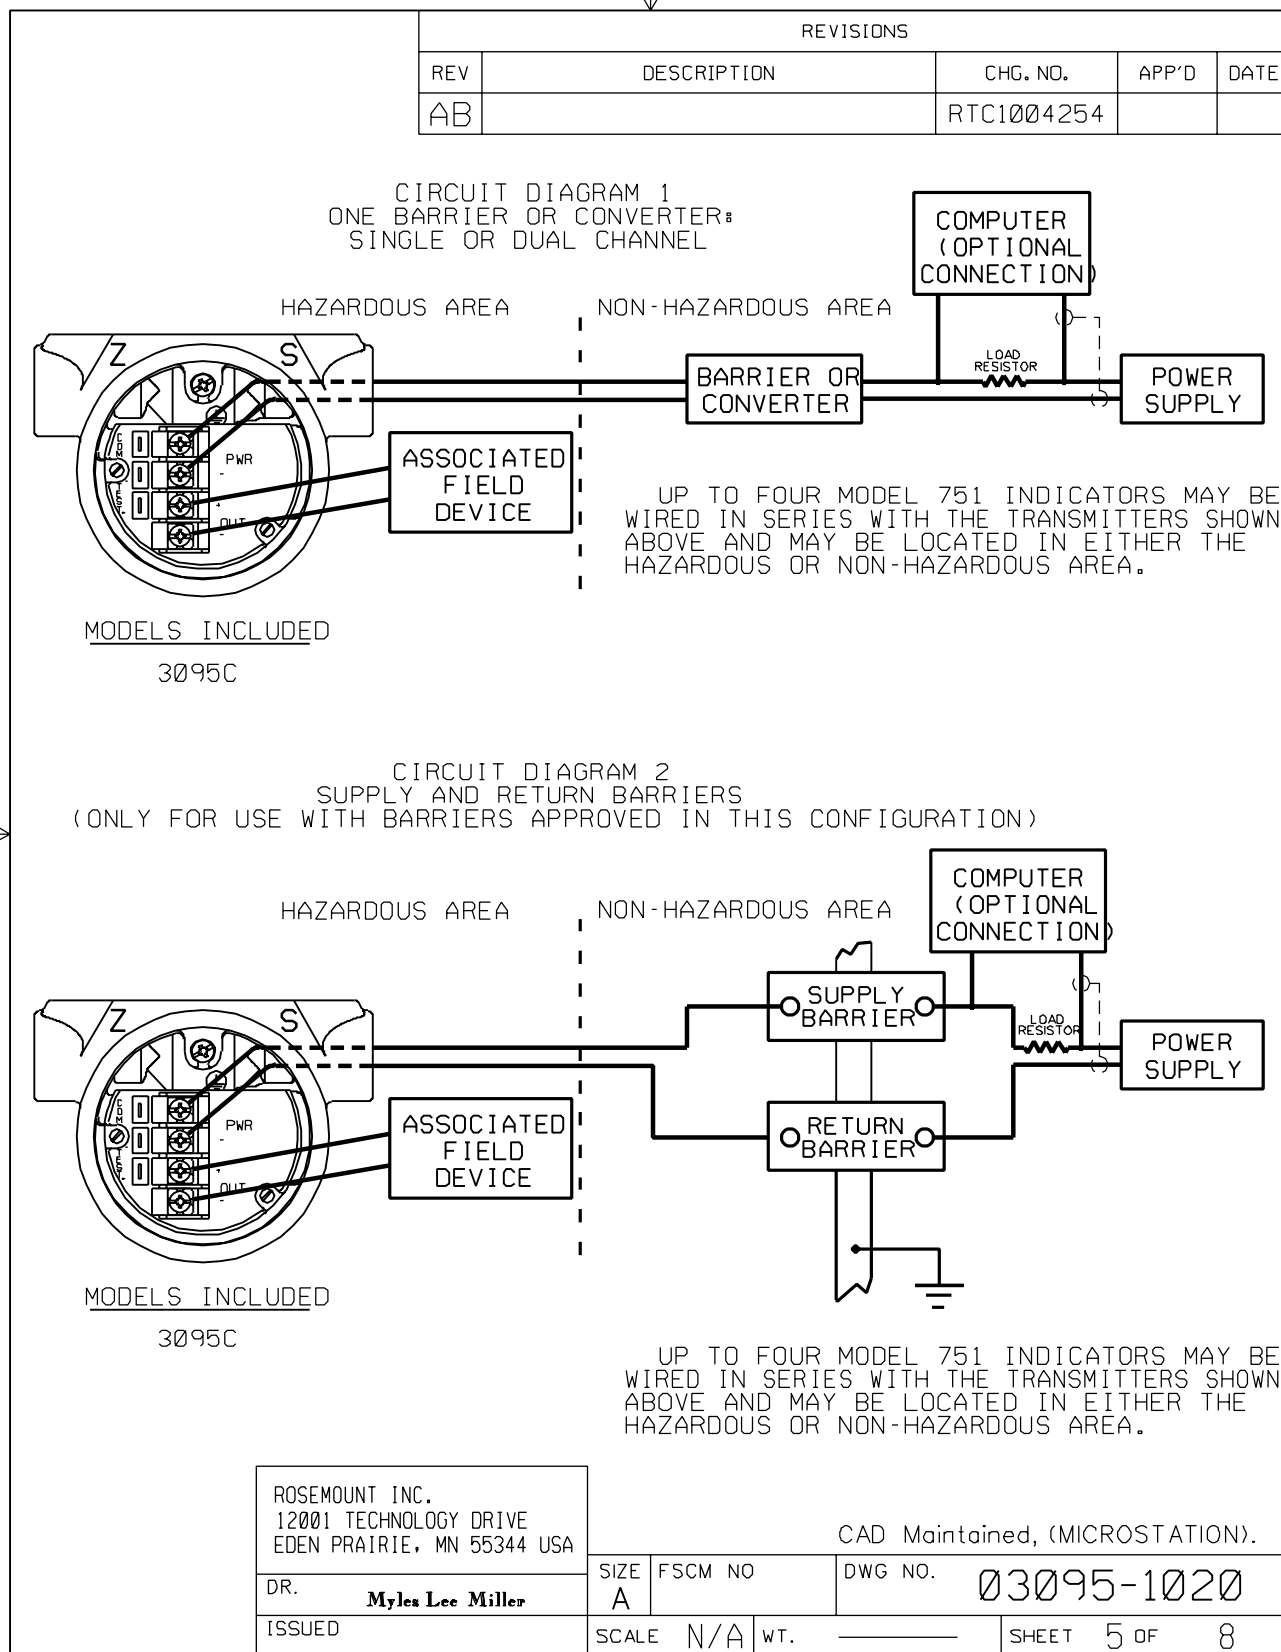 REVISIONS
REV DESCRIPTION CHG. NO. APP'D DATE
AB RTC1004254
CIRCUIT DIAGRAM 1
ONE BARRIER OR CONVERTER:
SINGLE OR DUAL CHANNEL
COMPUTER
(OPTIONAL
CONNECTION)
HAZARDOUS AREA
NON-HAZARDOUS AREA
Z S
LOAD
RESISTOR
BARRIER OR
CONVERTER
POWER
SUPPLY
COM
TEST
PWR
-
+
OUT
-
ASSOCIATED
FIELD
DEVICE
UP TO FOUR MODEL 751 INDICATORS MAY BE
WIRED IN SERIES WITH THE TRANSMITTERS SHOWN
ABOVE AND MAY BE LOCATED IN EITHER THE
HAZARDOUS OR NON-HAZARDOUS AREA.
MODELS INCLUDED
3095C
CIRCUIT DIAGRAM 2
SUPPLY AND RETURN BARRIERS
(ONLY FOR USE WITH BARRIERS APPROVED IN THIS CONFIGURATION)
COMPUTER
(OPTIONAL
CONNECTION)
HAZARDOUS AREA
NON-HAZARDOUS AREA
Z S
SUPPLY
BARRIER
LOAD
RESISTOR
POWER
SUPPLY
COM
TEST
PWR
-
+
OUT
-
ASSOCIATED
FIELD
DEVICE
RETURN
BARRIER
MODELS INCLUDED
3095C
UP TO FOUR MODEL 751 INDICATORS MAY BE
WIRED IN SERIES WITH THE TRANSMITTERS SHOWN
ABOVE AND MAY BE LOCATED IN EITHER THE
HAZARDOUS OR NON-HAZARDOUS AREA.
ROSEMOUNT INC.
12001 TECHNOLOGY DRIVE
EDEN PRAIRIE, MN 55344 USA
CAD Maintained, (MICROSTATION).
DR. Myles Lee Miller
SIZE A
FSCM NO
DWG NO. 03095-1020
ISSUED
SCALE N/A WT. SHEET 5 OF 8